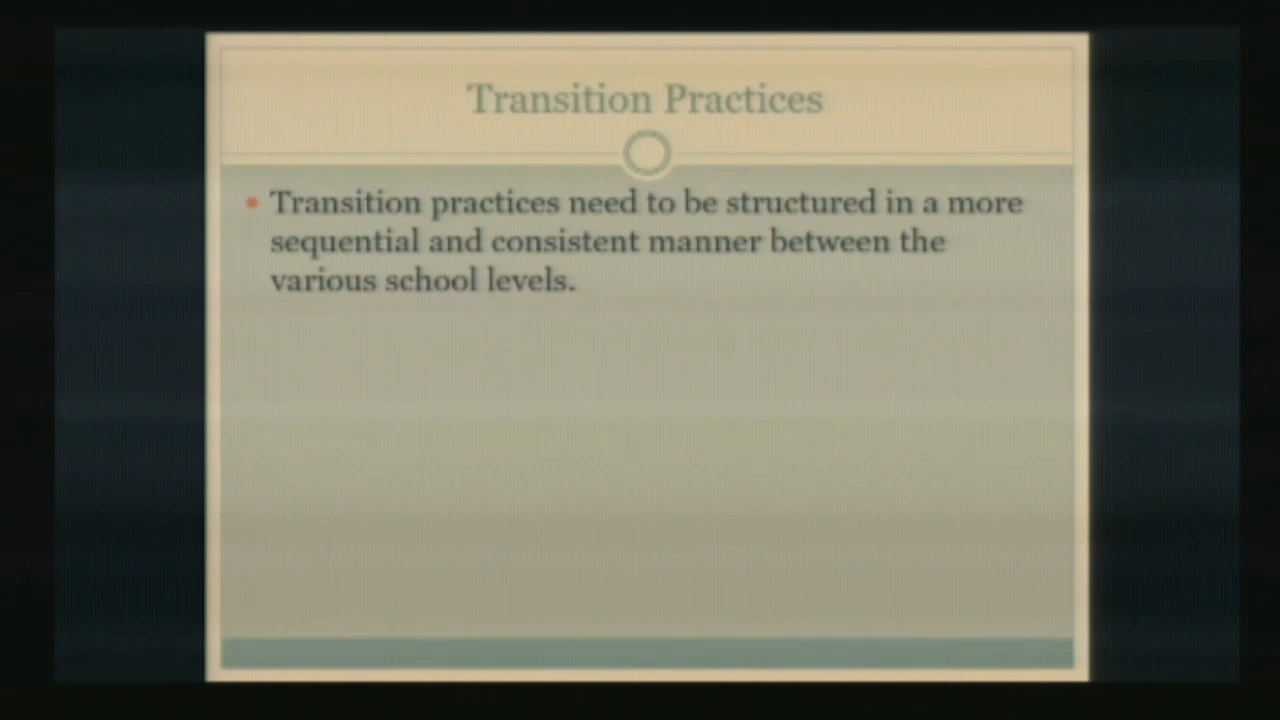 Transition Practices
Transition practices need to be structured in a more
sequential and consistent manner between the
various school levels.